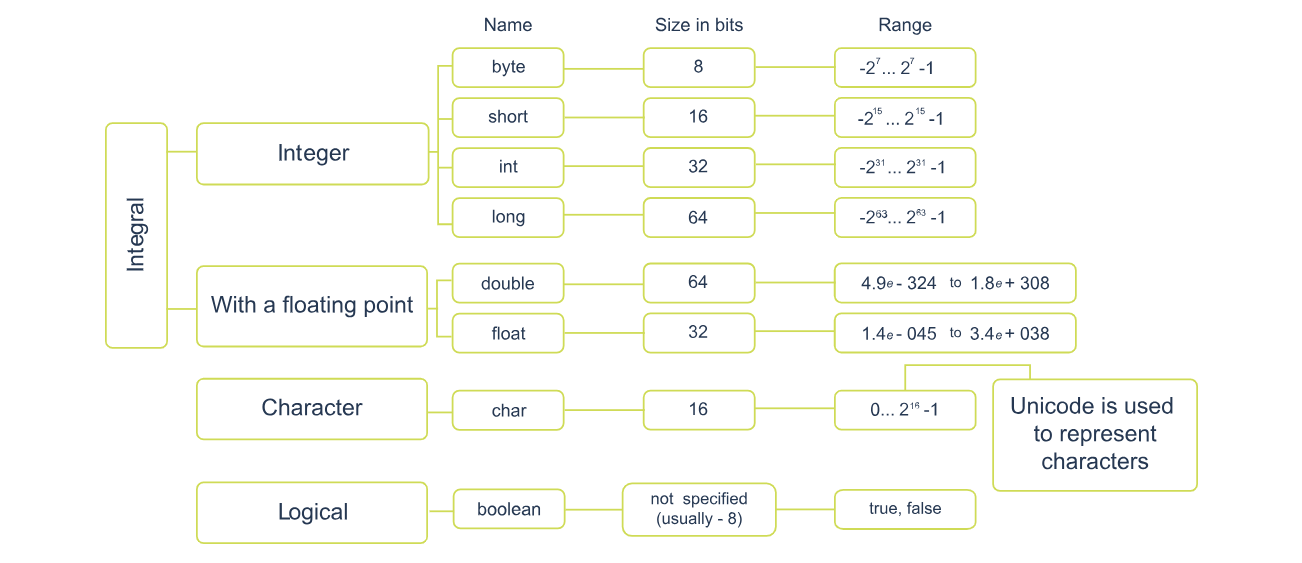 Name Size in bits Range
byte 8 -2⁷... 2⁷ -1
short 16 -2¹⁵ ... 2¹⁵ -1
Integral
Integer
int 32 -2³¹... 2³¹ -1
long 64 -2⁶³... 2⁶³ -1
With a floating point
double 64 4.9e - 324 to 1.8e + 308
float 32 1.4e - 045 to 3.4e + 038
Character char 16 0... 2¹⁶ -1
Unicode is used
to represent
characters
Logical boolean
not specified
(usually - 8)
true, false